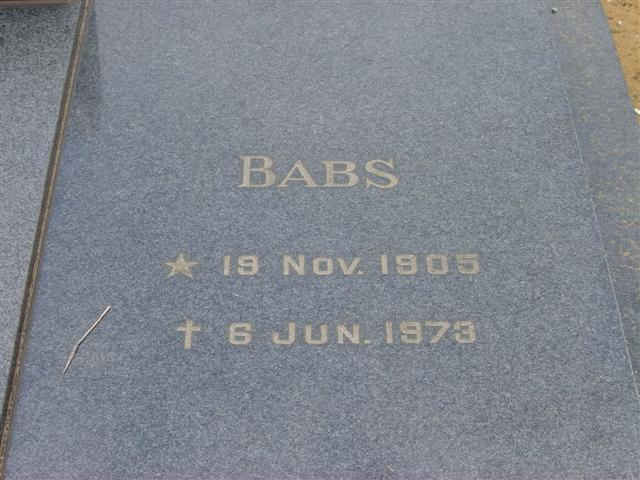 BABS
★ 19 NOV. 1905
✝ 6 JUN. 1973